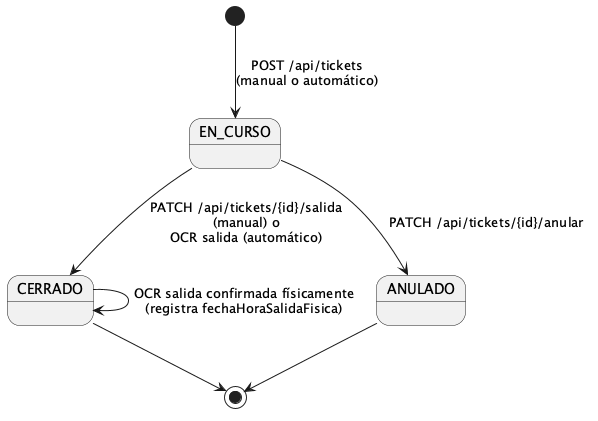 POST /api/tickets
(manual o automático)
EN_CURSO
PATCH /api/tickets/{id}/salida
(manual) o
OCR salida (automático)
PATCH /api/tickets/{id}/anular
CERRADO
OCR salida confirmada físicamente
(registra fechaHoraSalidaFisica)
ANULADO